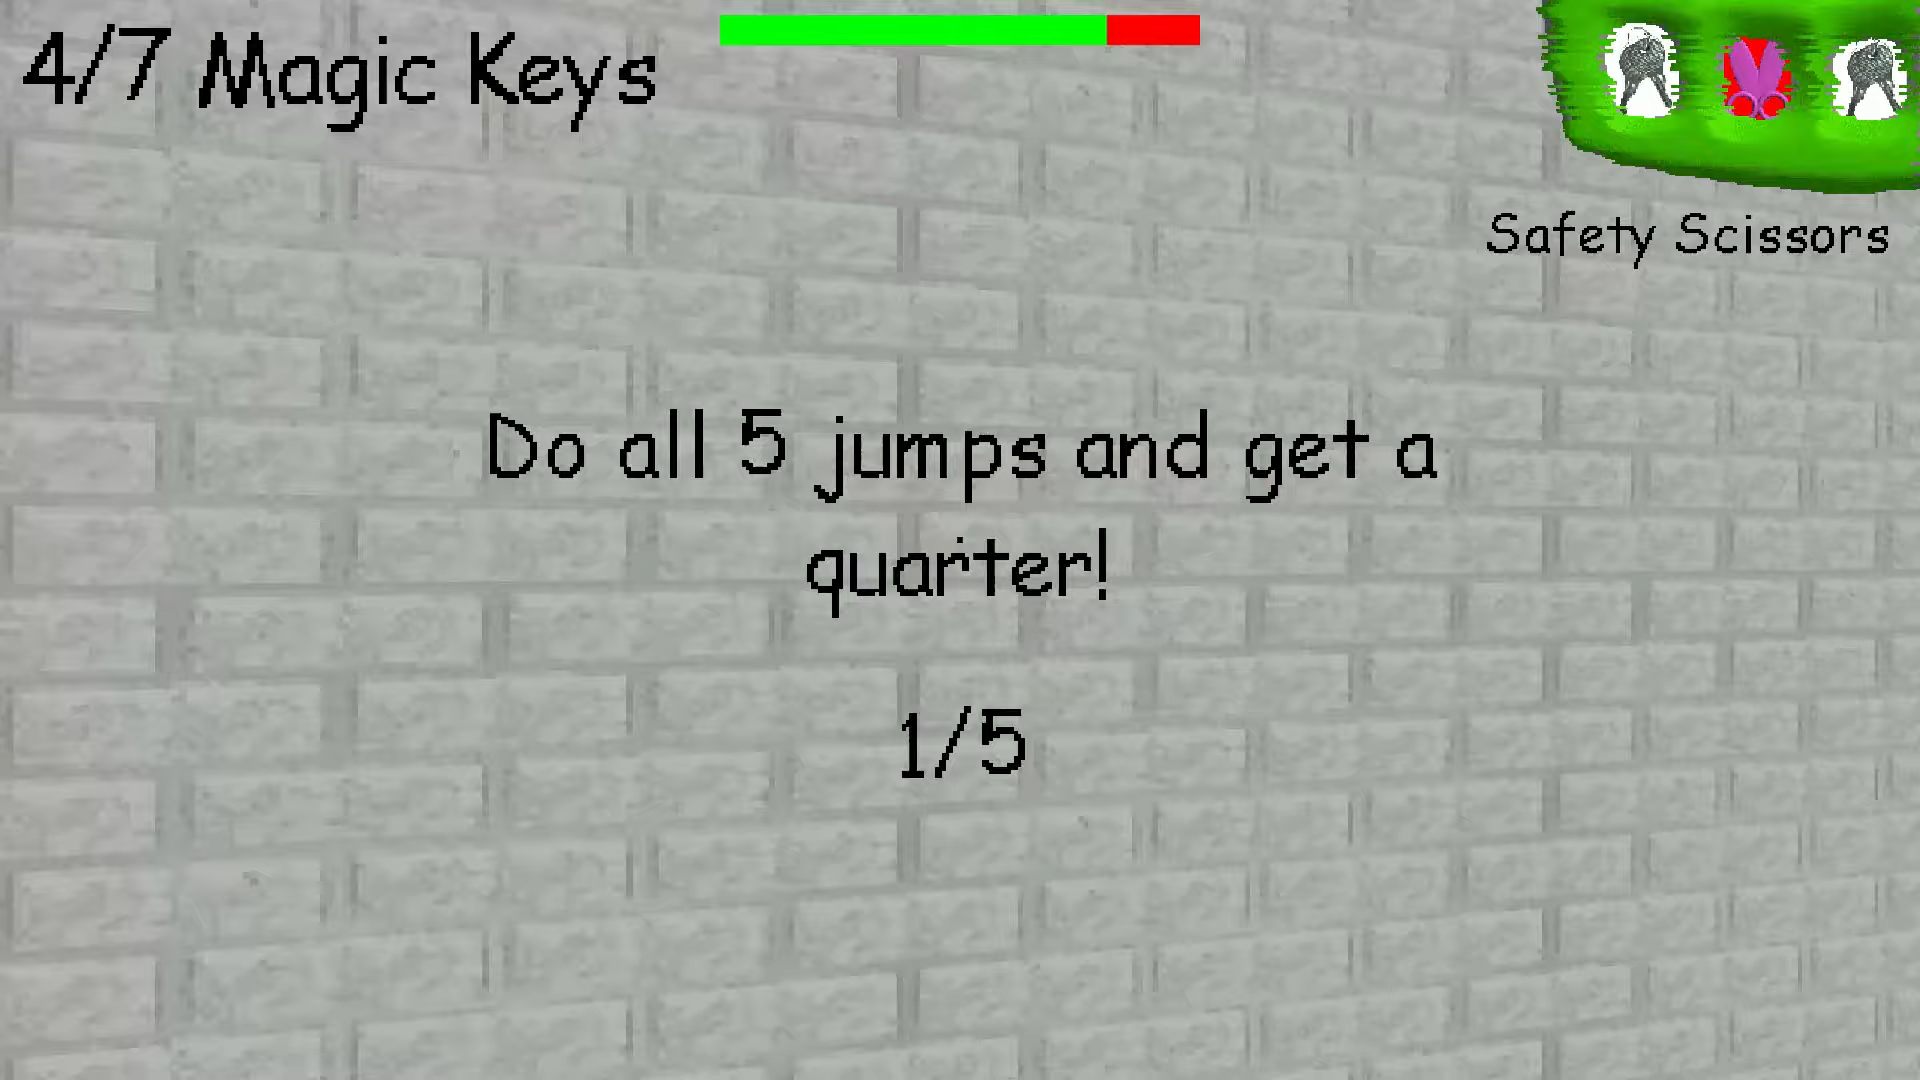 4/7 Magic Keys
Safety Scissors
Do all 5 jumps and get a
quarter!
1/5